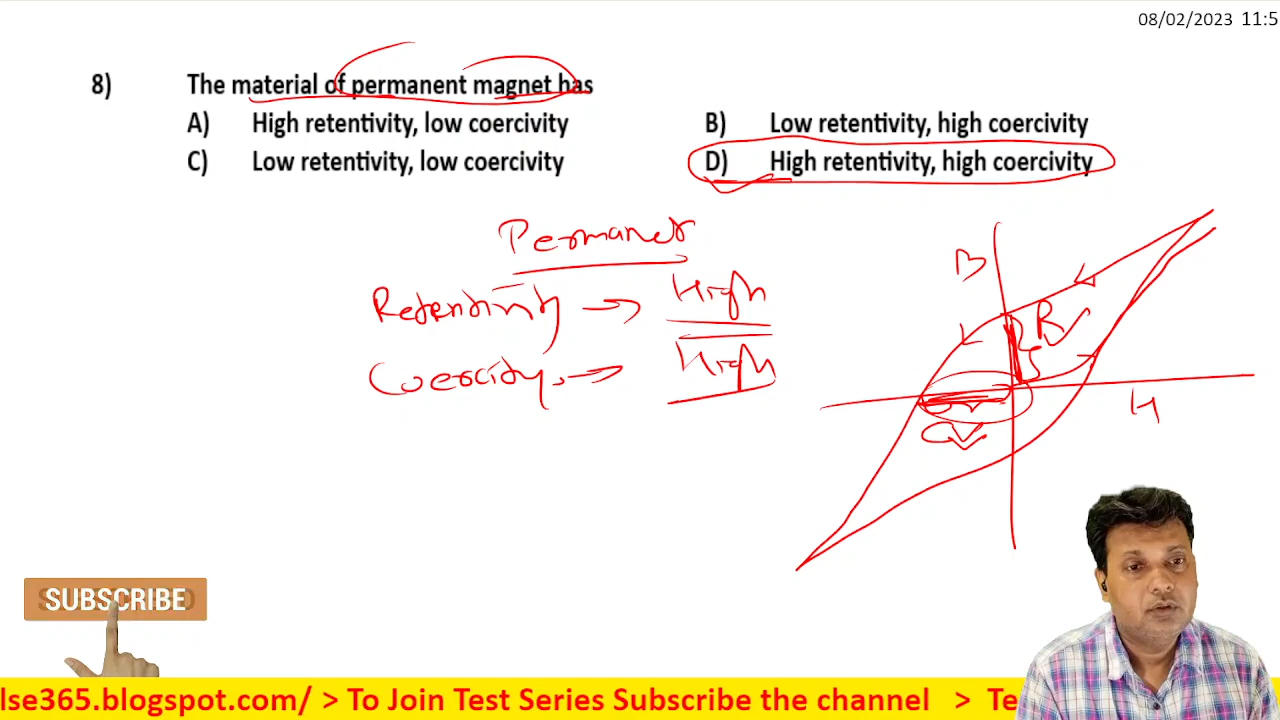 08/02/2023 11:5
8) The material of permanent magnet has
A) High retentivity, low coercivity
B) Low retentivity, high coercivity
C) Low retentivity, low coercivity
D) High retentivity, high coercivity
Permanet
Retentivity → High
Coercity → High
B
R
H
C
SUBSCRIBE
lse365.blogspot.com/ > To Join Test Series Subscribe the channel > Te